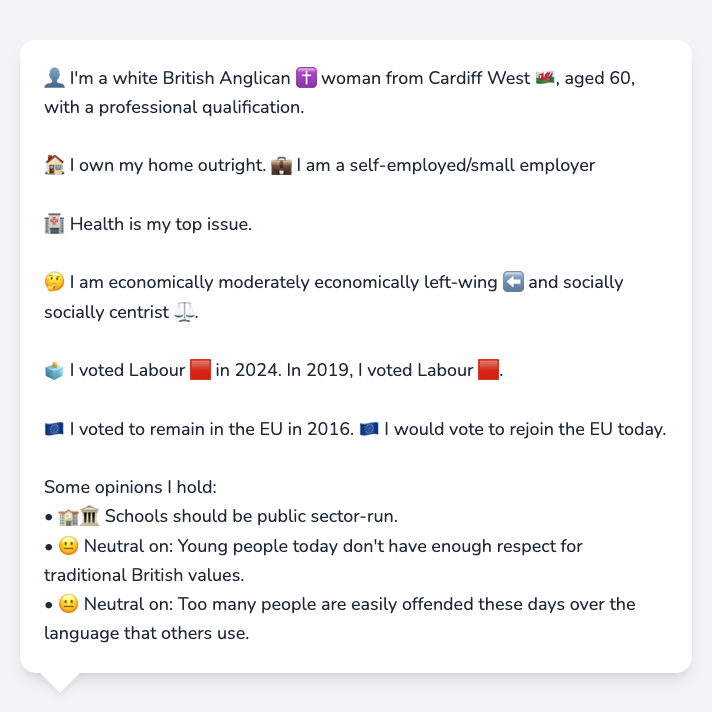 👤 I'm a white British Anglican ✝️ woman from Cardiff West 🏴󠁧󠁢󠁷󠁬󠁳󠁿, aged 60,
with a professional qualification.
🏠 I own my home outright. 💼 I am a self-employed/small employer
🏥 Health is my top issue.
🤔 I am economically moderately economically left-wing ⬅️ and socially
socially centrist ⚖️.
🗳️ I voted Labour 🟥 in 2024. In 2019, I voted Labour 🟥.
🇪🇺 I voted to remain in the EU in 2016. 🇪🇺 I would vote to rejoin the EU today.
Some opinions I hold:
• 🏫🏛️ Schools should be public sector-run.
• 😐 Neutral on: Young people today don't have enough respect for
traditional British values.
• 😐 Neutral on: Too many people are easily offended these days over the
language that others use.